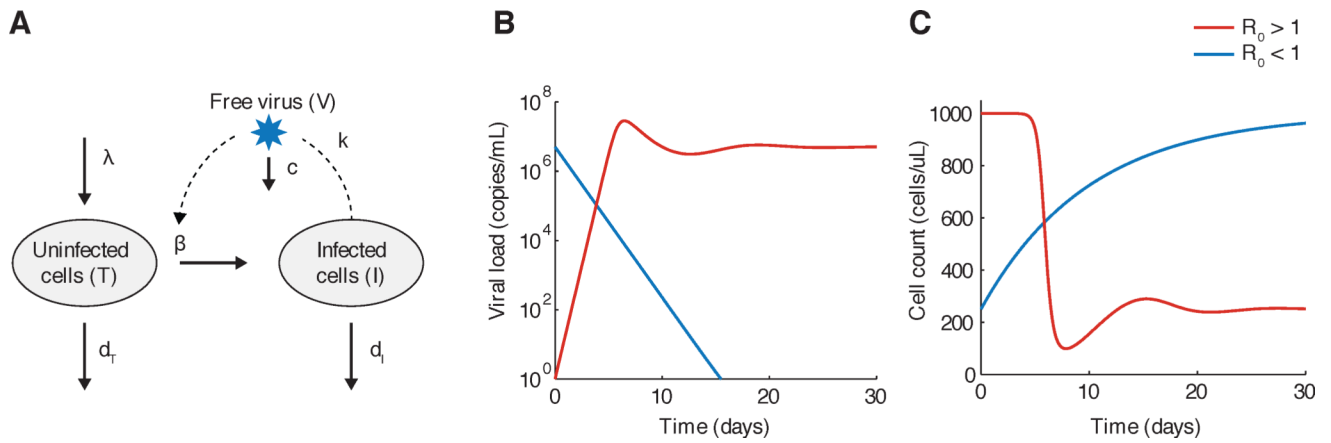 A
Free virus (V)
λ
k
c
β
Uninfected
cells (T)
Infected
cells (I)
d_T
d_I
B
Viral load (copies/mL)
10^8
10^6
10^4
10^2
10^0
0
10
20
30
Time (days)
C
R_o > 1
R_o < 1
Cell count (cells/uL)
1000
800
600
400
200
0
0
10
20
30
Time (days)